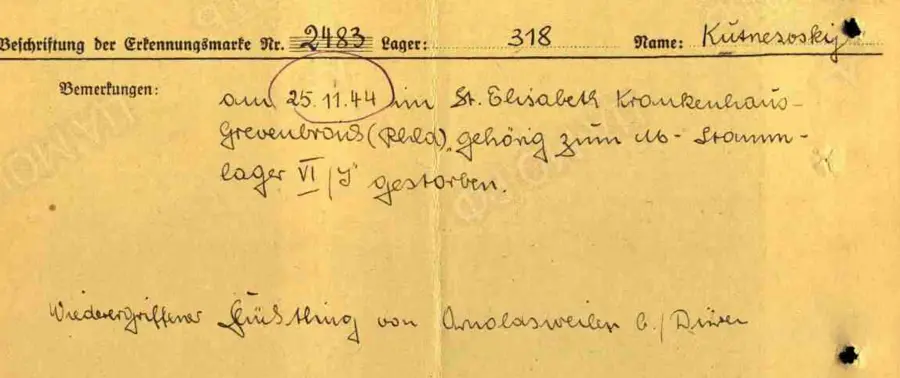 Beschriftung der Erkennungsmarke Nr. 2483 Lager: 318 Name: Kutnezoskij
Bemerkungen: am 25.11.44 im St. Elisabeth Krankenhaus-
Grevenbroich (Rhld), gehörig zum M- Stamm-
lager VI/J gestorben.
Wiederergriffener Flüchtling von Arnoldsweiler b./Düren